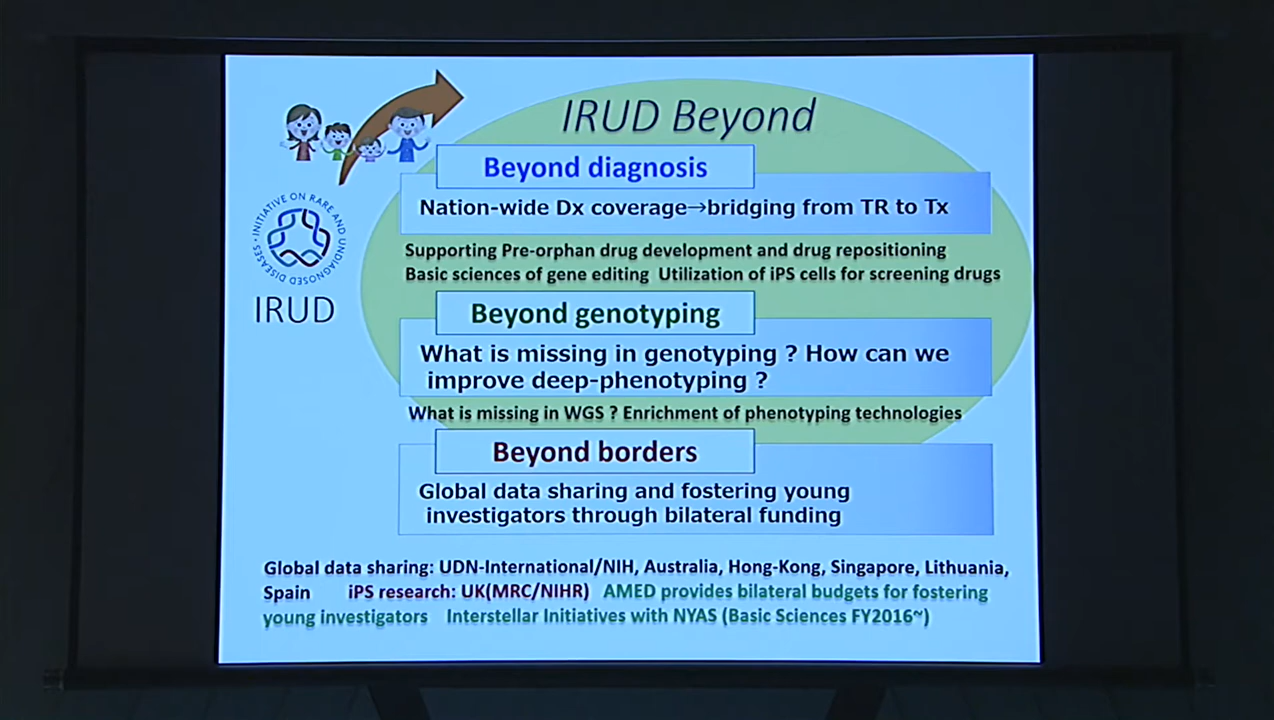 IRUD Beyond
Beyond diagnosis
Nation-wide Dx coverage→bridging from TR to Tx
INITIATIVE ON RARE AND UNDIAGNOSED DISEASES
IRUD
Supporting Pre-orphan drug development and drug repositioning
Basic sciences of gene editing Utilization of iPS cells for screening drugs
Beyond genotyping
What is missing in genotyping ? How can we
improve deep-phenotyping ?
What is missing in WGS ? Enrichment of phenotyping technologies
Beyond borders
Global data sharing and fostering young
investigators through bilateral funding
Global data sharing: UDN-International/NIH, Australia, Hong-Kong, Singapore, Lithuania,
Spain iPS research: UK(MRC/NIHR) AMED provides bilateral budgets for fostering
young investigators Interstellar Initiatives with NYAS (Basic Sciences FY2016~)